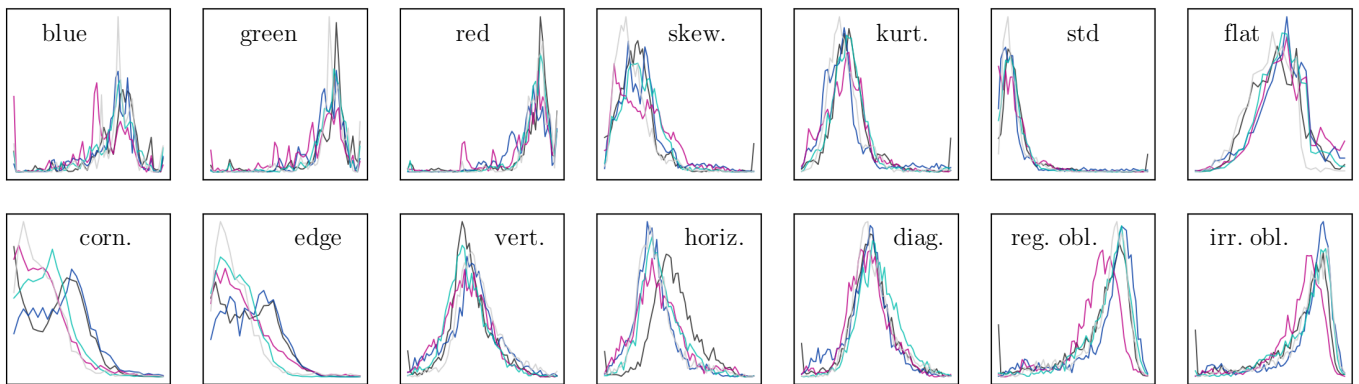 blue
green
red
skew.
kurt.
std
flat
corn.
edge
vert.
horiz.
diag.
reg. obl.
irr. obl.